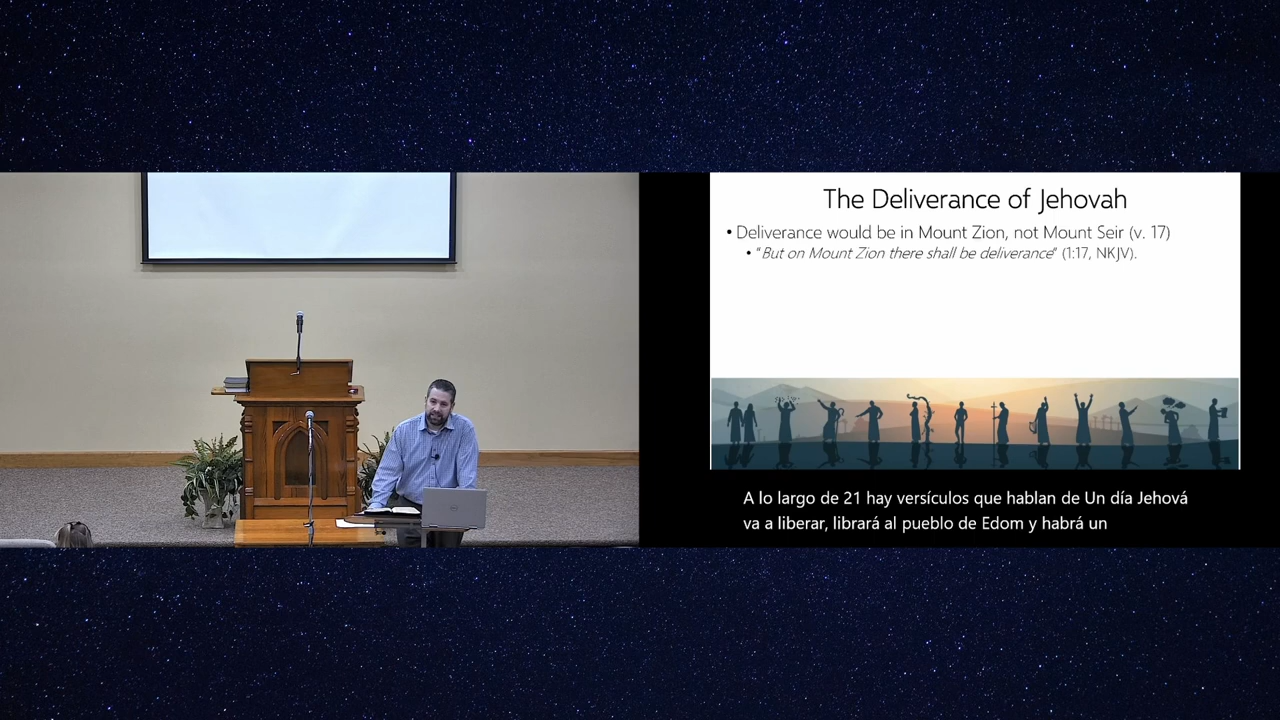 The Deliverance of Jehovah
• Deliverance would be in Mount Zion, not Mount Seir (v. 17)
• "But on Mount Zion there shall be deliverance" (1:17, NKJV).
A lo largo de 21 hay versículos que hablan de Un día Jehová
va a liberar, librará al pueblo de Edom y habrá un